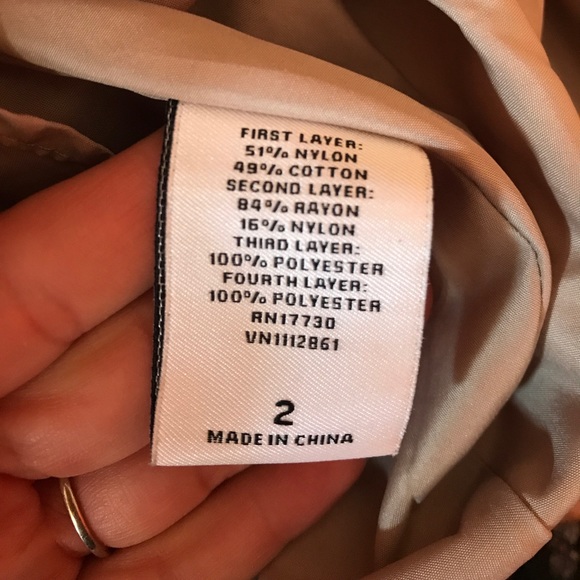 FIRST LAYER:
51% NYLON
49% COTTON
SECOND LAYER:
84% RAYON
16% NYLON
THIRD LAYER:
100% POLYESTER
FOURTH LAYER:
100% POLYESTER
RN17730
VN1112861
2
MADE IN CHINA